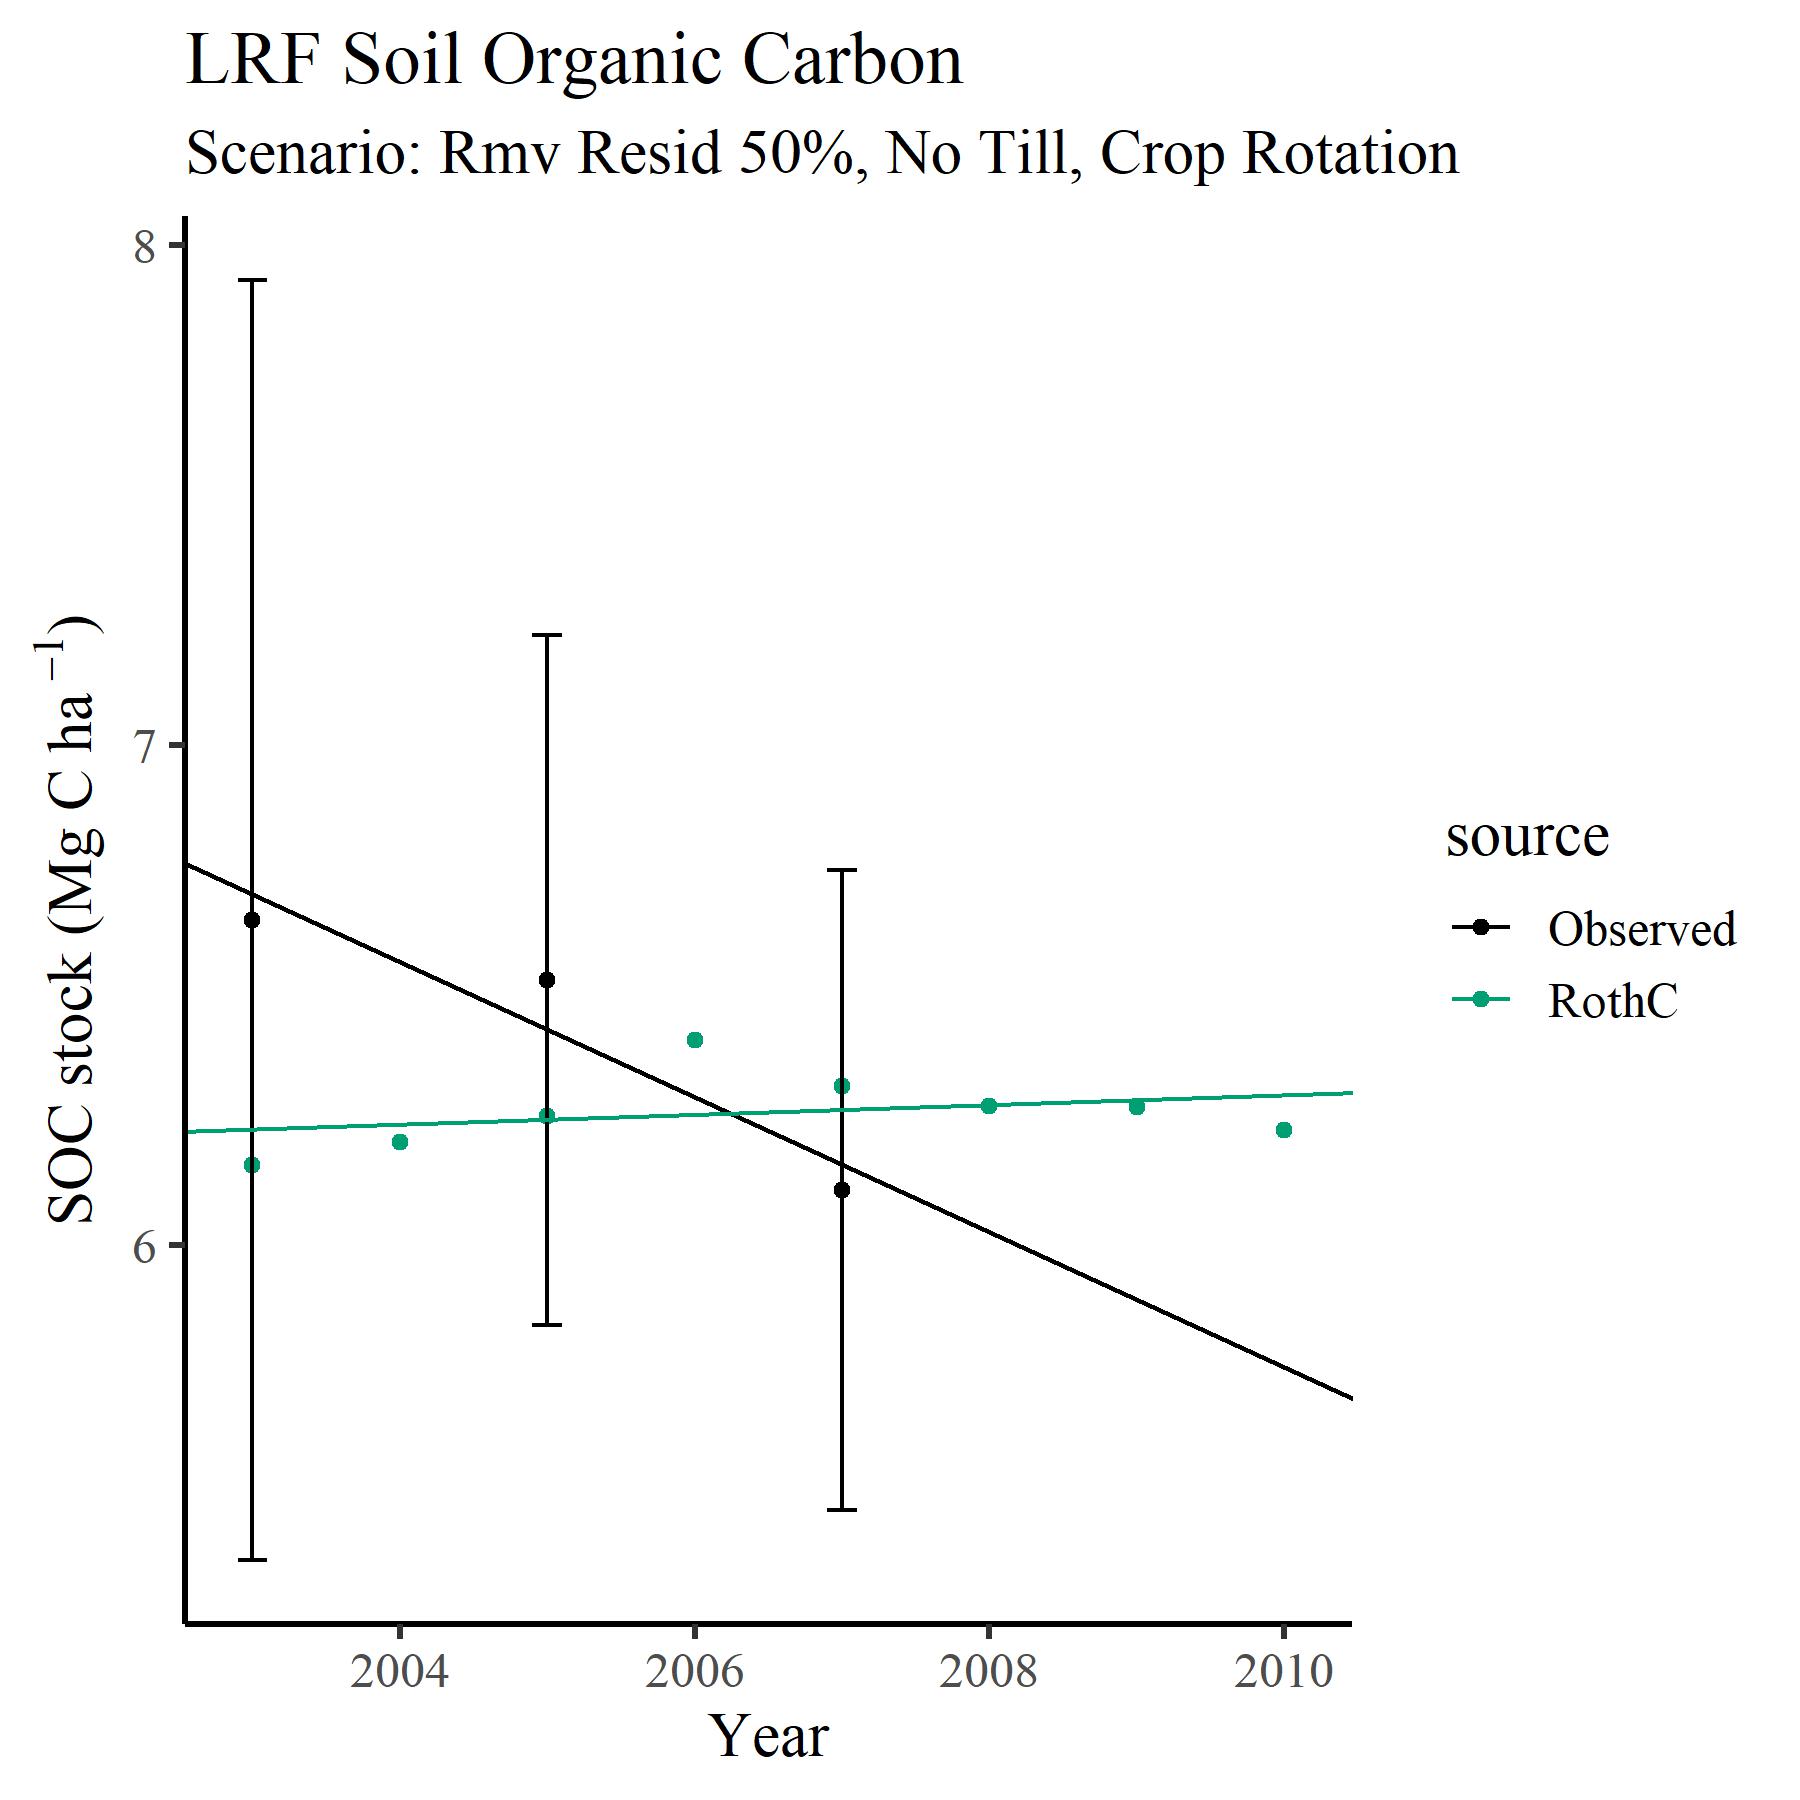 LRF Soil Organic Carbon
Scenario: Rmv Resid 50%, No Till, Crop Rotation
SOC stock (Mg C ha⁻¹)
8
7
6
2004 2006 2008 2010
Year
source
Observed
RothC